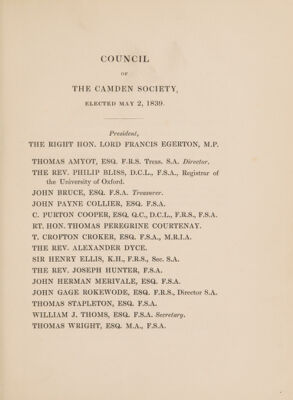 COUNCIL
OF
THE CAMDEN SOCIETY,
ELECTED MAY 2, 1839.
President,
THE RIGHT HON. LORD FRANCIS EGERTON, M.P.
THOMAS AMYOT, ESQ. F.R.S. Treas. S.A. Director.
THE REV. PHILIP BLISS, D.C.L., F.S.A., Registrar of
the University of Oxford.
JOHN BRUCE, ESQ. F.S.A. Treasurer.
JOHN PAYNE COLLIER, ESQ. F.S.A.
C. PURTON COOPER, ESQ. Q.C., D.C.L., F.R.S., F.S.A.
RT. HON. THOMAS PEREGRINE COURTENAY.
T. CROFTON CROKER, ESQ. F.S.A., M.R.I.A.
THE REV. ALEXANDER DYCE.
SIR HENRY ELLIS, K.H., F.R.S., Sec. S.A.
THE REV. JOSEPH HUNTER, F.S.A.
JOHN HERMAN MERIVALE, ESQ. F.S.A.
JOHN GAGE ROKEWODE, ESQ. F.R.S., Director S.A.
THOMAS STAPLETON, ESQ. F.S.A.
WILLIAM J. THOMS, ESQ. F.S.A. Secretary.
THOMAS WRIGHT, ESQ. M.A., F.S.A.